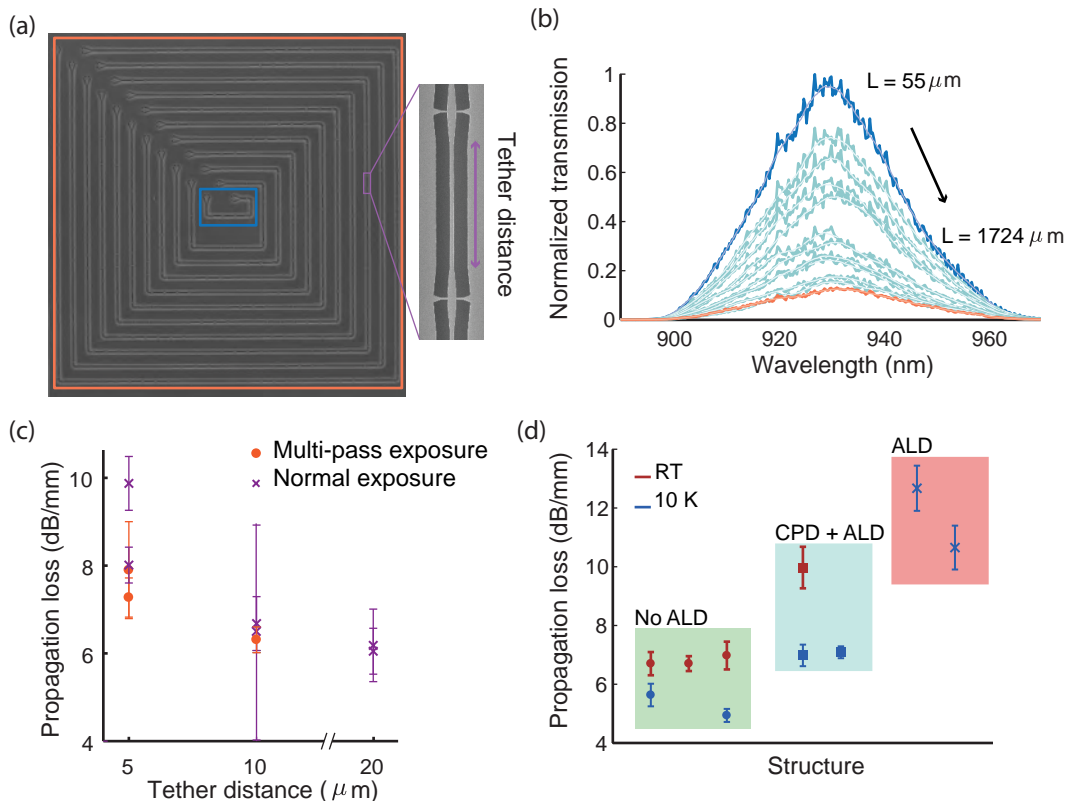 (a)
Tether distance
(b)
Normalized transmission
1
0.8
0.6
0.4
0.2
0
900
920
940
960
Wavelength (nm)
L = 55 μm
L = 1724 μm
(c)
Propagation loss (dB/mm)
10
8
6
4
5
10
20
Tether distance (μm)
Multi-pass exposure
Normal exposure
(d)
Propagation loss (dB/mm)
14
12
10
8
6
4
RT
10 K
No ALD
CPD + ALD
ALD
Structure